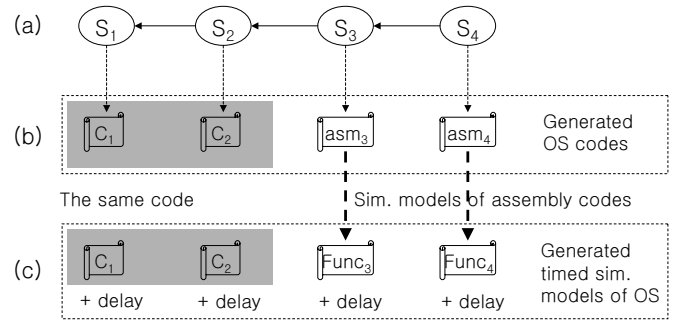 (a) S1 S2 S3 S4
(b) C1 C2 asm3 asm4 Generated
OS codes
The same code Sim. models of assembly codes
(c) C1 C2 Func3 Func4 Generated
timed sim.
models of OS
+ delay + delay + delay + delay